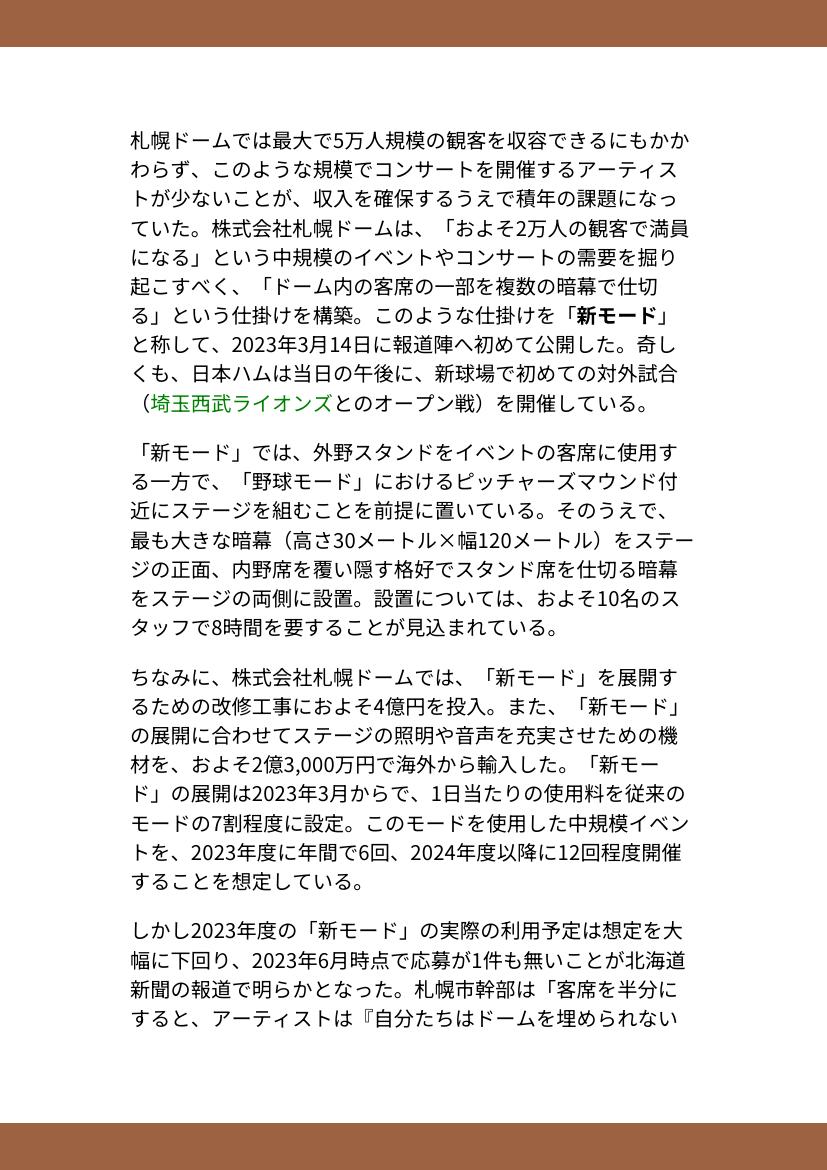 札幌ドームでは最大で5万人規模の観客を収容できるにもかか
わらず、このような規模でコンサートを開催するアーティス
トが少ないことが、収入を確保するうえで積年の課題になっ
ていた。株式会社札幌ドームは、「およそ2万人の観客で満員
になる」という中規模のイベントやコンサートの需要を掘り
起こすべく、「ドーム内の客席の一部を複数の暗幕で仕切
る」という仕掛けを構築。このような仕掛けを「新モード」
と称して、2023年3月14日に報道陣へ初めて公開した。奇し
くも、日本ハムは当日の午後に、新球場で初めての対外試合
（埼玉西武ライオンズとのオープン戦）を開催している。
「新モード」では、外野スタンドをイベントの客席に使用す
る一方で、「野球モード」におけるピッチャーズマウンド付
近にステージを組むことを前提に置いている。そのうえで、
最も大きな暗幕（高さ30メートル×幅120メートル）をステー
ジの正面、内野席を覆い隠す格好でスタンド席を仕切る暗幕
をステージの両側に設置。設置については、およそ10名のス
タッフで8時間を要することが見込まれている。
ちなみに、株式会社札幌ドームでは、「新モード」を展開す
るための改修工事におよそ4億円を投入。また、「新モード」
の展開に合わせてステージの照明や音声を充実させための機
材を、およそ2億3,000万円で海外から輸入した。「新モー
ド」の展開は2023年3月からで、1日当たりの使用料を従来の
モードの7割程度に設定。このモードを使用した中規模イベン
トを、2023年度に年間で6回、2024年度以降に12回程度開催
することを想定している。
しかし2023年度の「新モード」の実際の利用予定は想定を大
幅に下回り、2023年6月時点で応募が1件も無いことが北海道
新聞の報道で明らかとなった。札幌市幹部は「客席を半分に
すると、アーティストは『自分たちはドームを埋められない